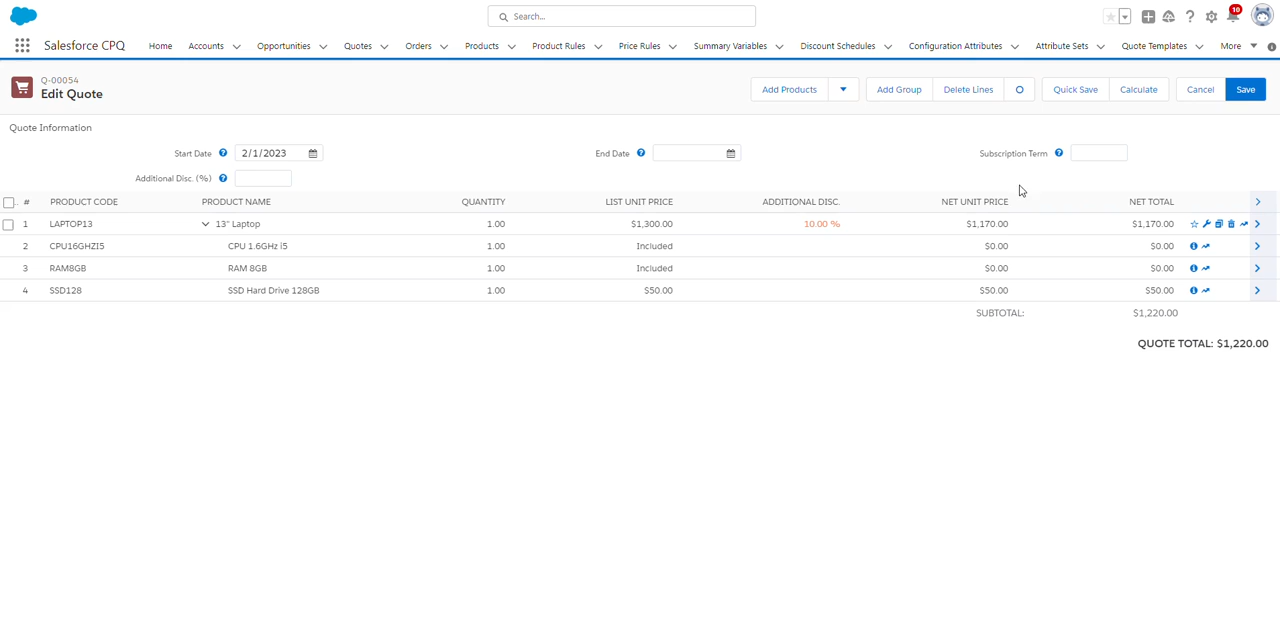 Search... 10
Salesforce CPQ Home Accounts Opportunities Quotes Orders Products Product Rules Price Rules Summary Variables Discount Schedules Configuration Attributes Attribute Sets Quote Templates More
Q-00054
Edit Quote
Add Products Add Group Delete Lines Quick Save Calculate Cancel Save
Quote Information
Start Date 2/1/2023 End Date Subscription Term
Additional Disc. (%)
# PRODUCT CODE PRODUCT NAME QUANTITY LIST UNIT PRICE ADDITIONAL DISC. NET UNIT PRICE NET TOTAL
1 LAPTOP13 13" Laptop 1.00 $1,300.00 10.00 % $1,170.00 $1,170.00
2 CPU16GHZI5 CPU 1.6GHz i5 1.00 Included $0.00 $0.00
3 RAM8GB RAM 8GB 1.00 Included $0.00 $0.00
4 SSD128 SSD Hard Drive 128GB 1.00 $50.00 $50.00 $50.00
SUBTOTAL: $1,220.00
QUOTE TOTAL: $1,220.00